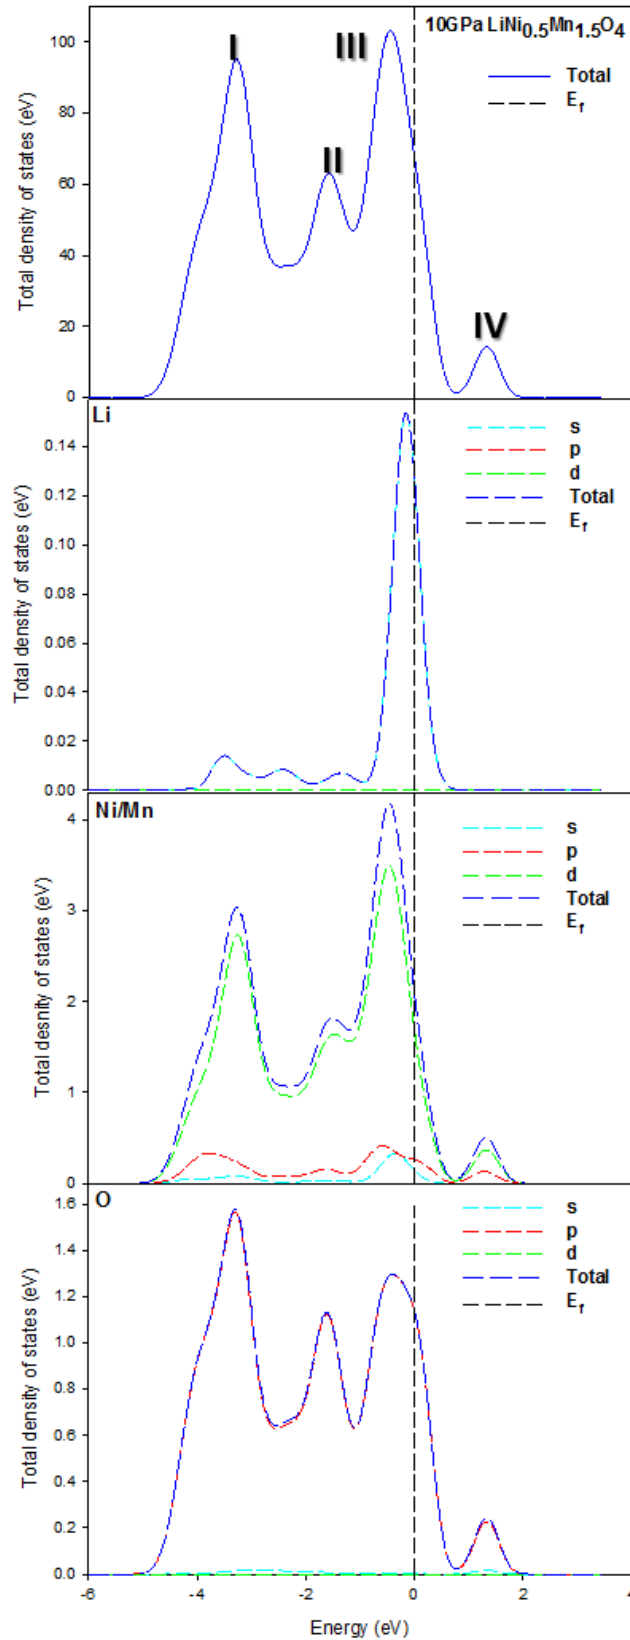 10GPa LiNi0.5Mn1.5O4
I
III
II
IV
Total
Ef
Total density of states (eV)
100
80
60
40
20
0
Li
s
p
d
Total
Ef
Total density of states (eV)
0.14
0.12
0.10
0.08
0.06
0.04
0.02
0.00
Ni/Mn
s
p
d
Total
Ef
Total desnity of states (eV)
4
3
2
1
0
O
s
p
d
Total
Ef
Total density of states (eV)
1.6
1.4
1.2
1.0
0.8
0.6
0.4
0.2
0.0
-6 -4 -2 0 2 4
Energy (eV)